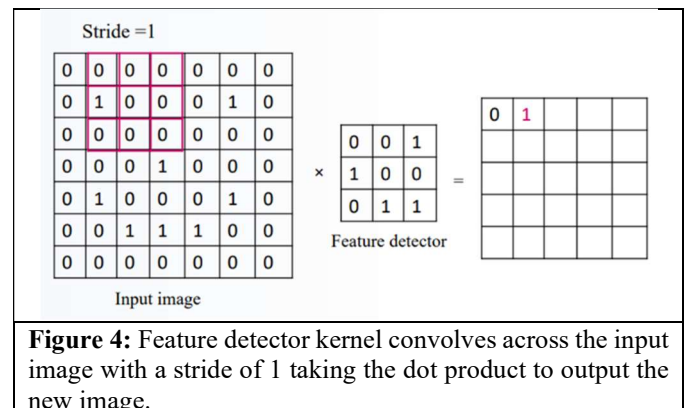 Stride =1
0 0 0 0 0 0 0
0 1 0 0 0 1 0
0 0 0 0 0 0 0
0 0 0 1 0 0 0
0 1 0 0 0 1 0
0 0 1 1 1 0 0
0 0 0 0 0 0 0
Input image
×
0 0 1
1 0 0
0 1 1
Feature detector
=
0 1
Figure 4: Feature detector kernel convolves across the input
image with a stride of 1 taking the dot product to output the
new image.